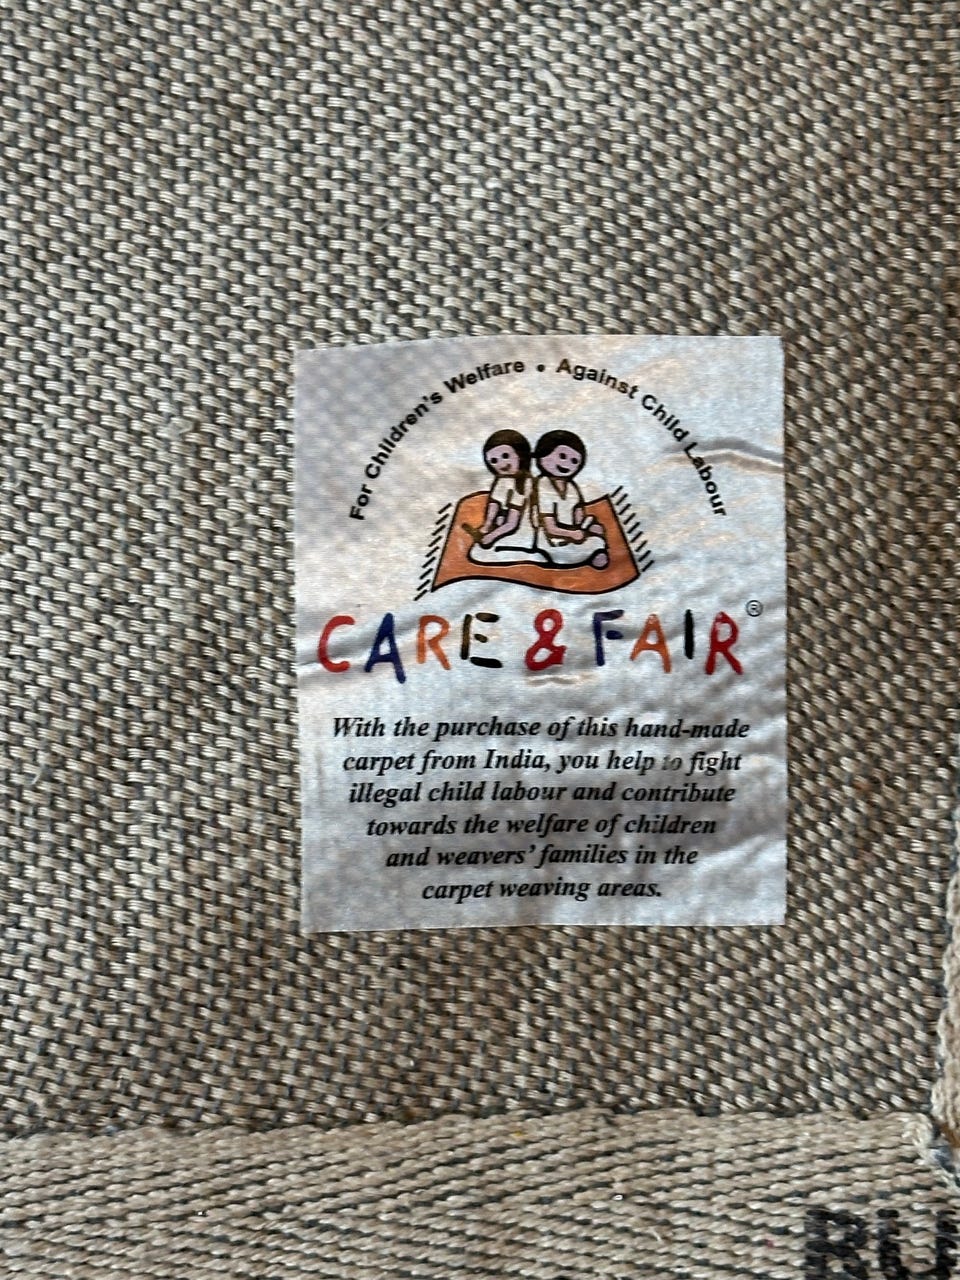 For Children's Welfare • Against Child Labour
CARE & FAIR®
With the purchase of this hand-made
carpet from India, you help to fight
illegal child labour and contribute
towards the welfare of children
and weavers' families in the
carpet weaving areas.
BU